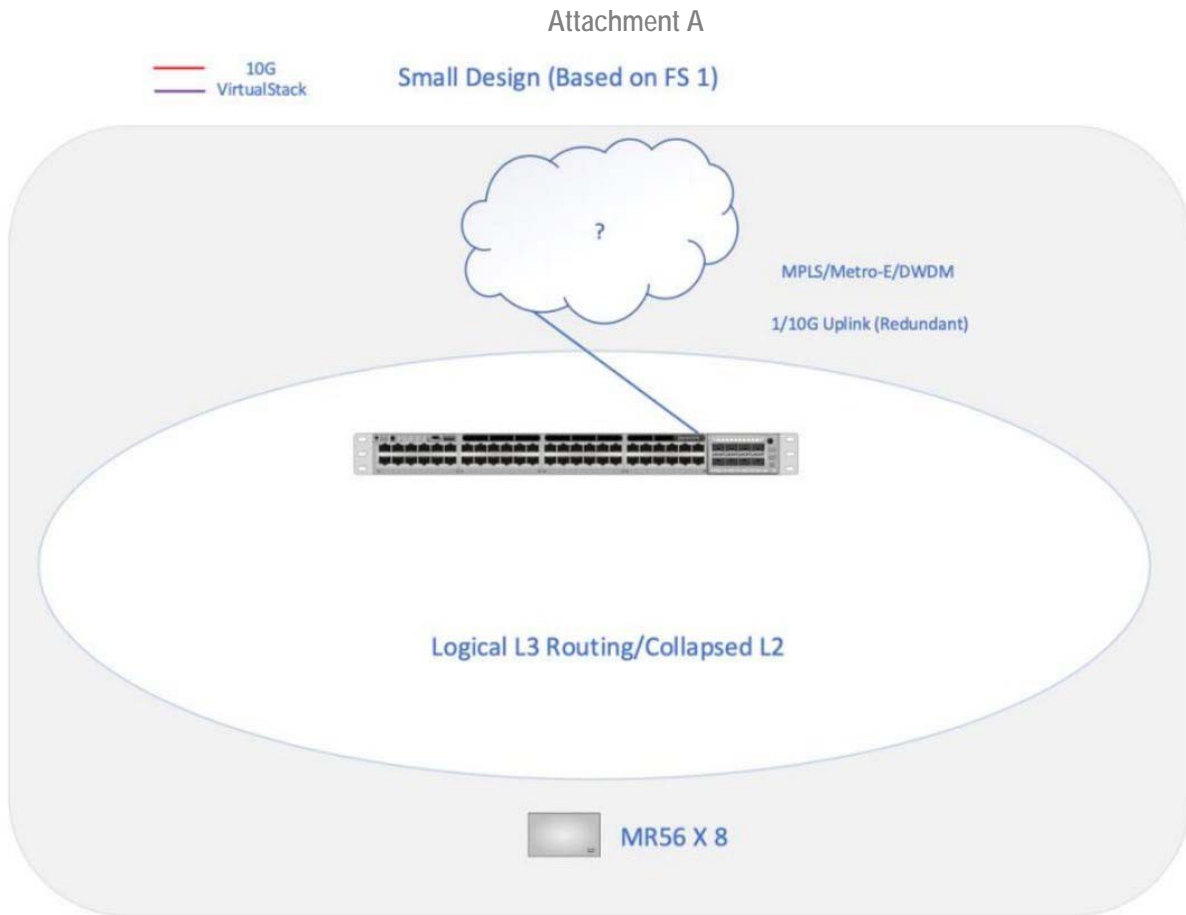 Attachment A
10G
VirtualStack
Small Design (Based on FS 1)
?
MPLS/Metro-E/DWDM
1/10G Uplink (Redundant)
Logical L3 Routing/Collapsed L2
MR56 X 8